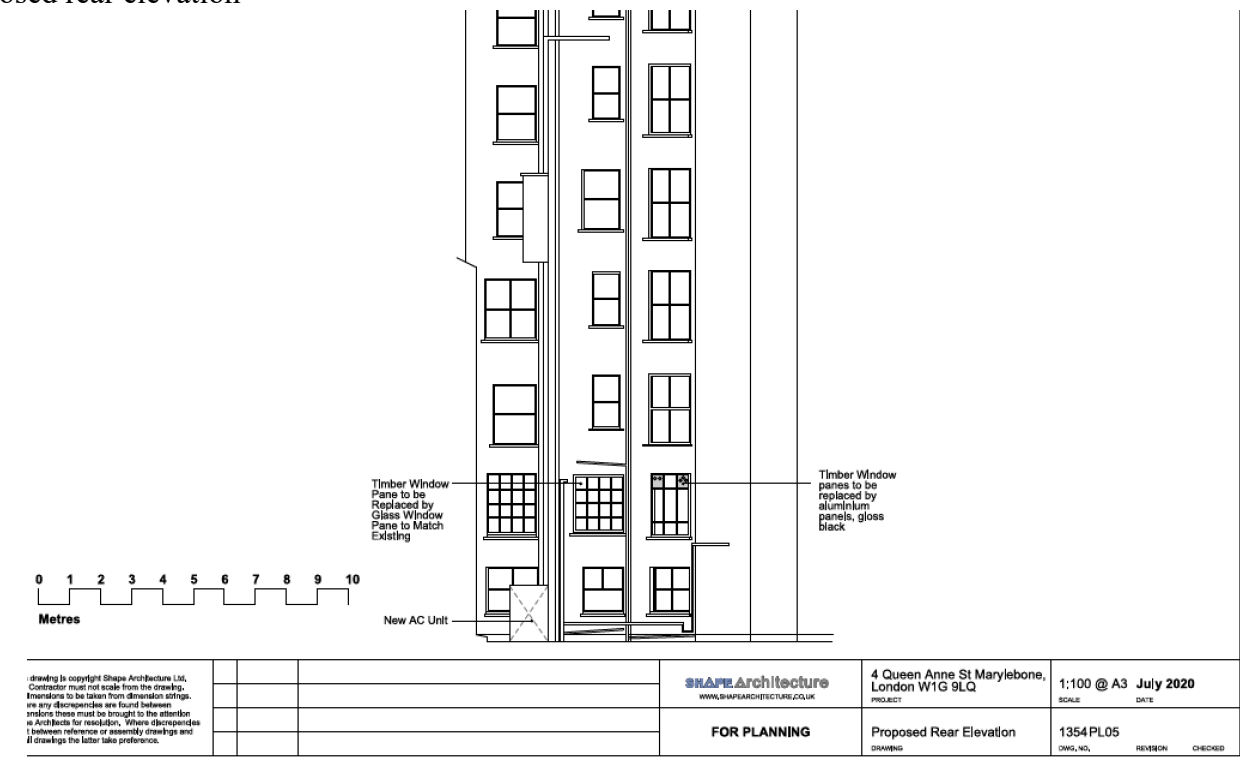 rear elevation
Timber Window
Pane to be
Replaced by
Glass Window
Pane to Match
Existing
Timber Window
panes to be
replaced by
aluminium
panels, gloss
black
0 1 2 3 4 5 6 7 8 9 10
Metres
New AC Unit
drawing is copyright Shape Architecture Ltd,
Contractor must not scale from the drawing.
dimensions to be taken from dimension strings.
any discrepancies are found between
these must be brought to the attention
Architects for resolution, Where discrepancies
between reference or assembly drawings and
drawings the latter take preference.
SHAPE Architecture
WWW.SHAPEARCHITECTURE.CO.UK
FOR PLANNING
4 Queen Anne St Marylebone,
London W1G 9LQ
PROJECT
Proposed Rear Elevation
DRAWING
1:100 @ A3 July 2020
SCALE DATE
1354 PL05
DWG. NO. REVISION CHECKED